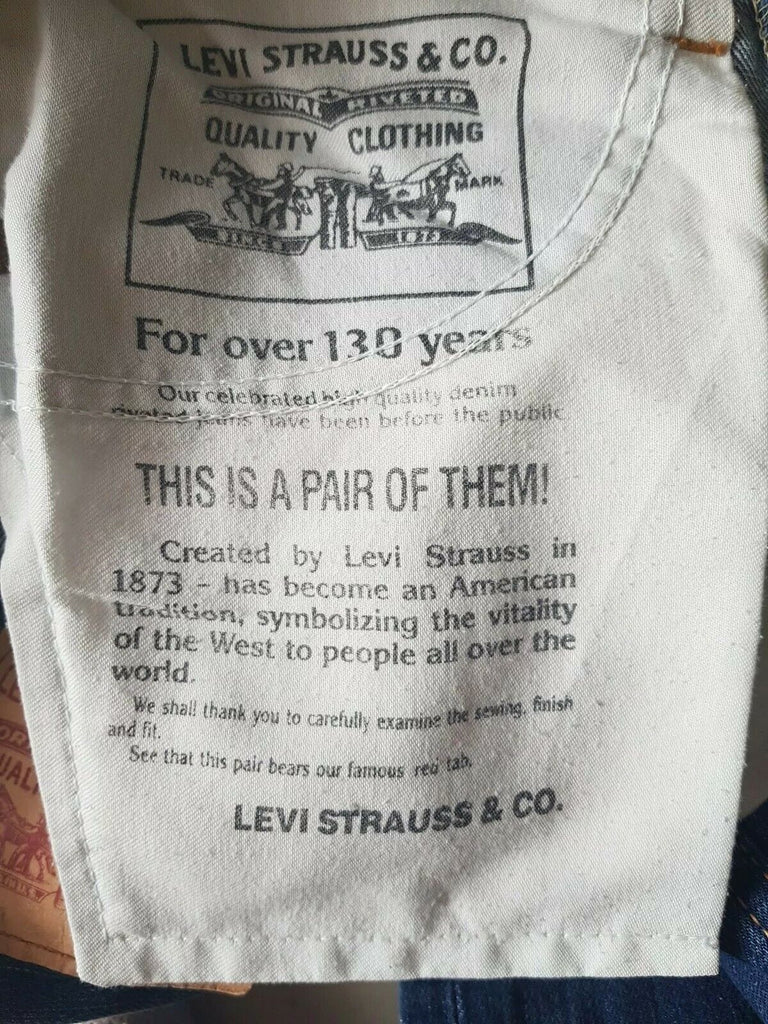 LEVI STRAUSS & CO.
ORIGINAL RIVETED
QUALITY CLOTHING
TRADE MARK
SINCE 1873
For over 130 years
Our celebrated high quality denim
riveted jeans have been before the public
THIS IS A PAIR OF THEM!
Created by Levi Strauss in
1873 – has become an American
tradition, symbolizing the vitality
of the West to people all over the
world.
We shall thank you to carefully examine the sewing, finish
and fit.
See that this pair bears our famous red tab.
LEVI STRAUSS & CO.